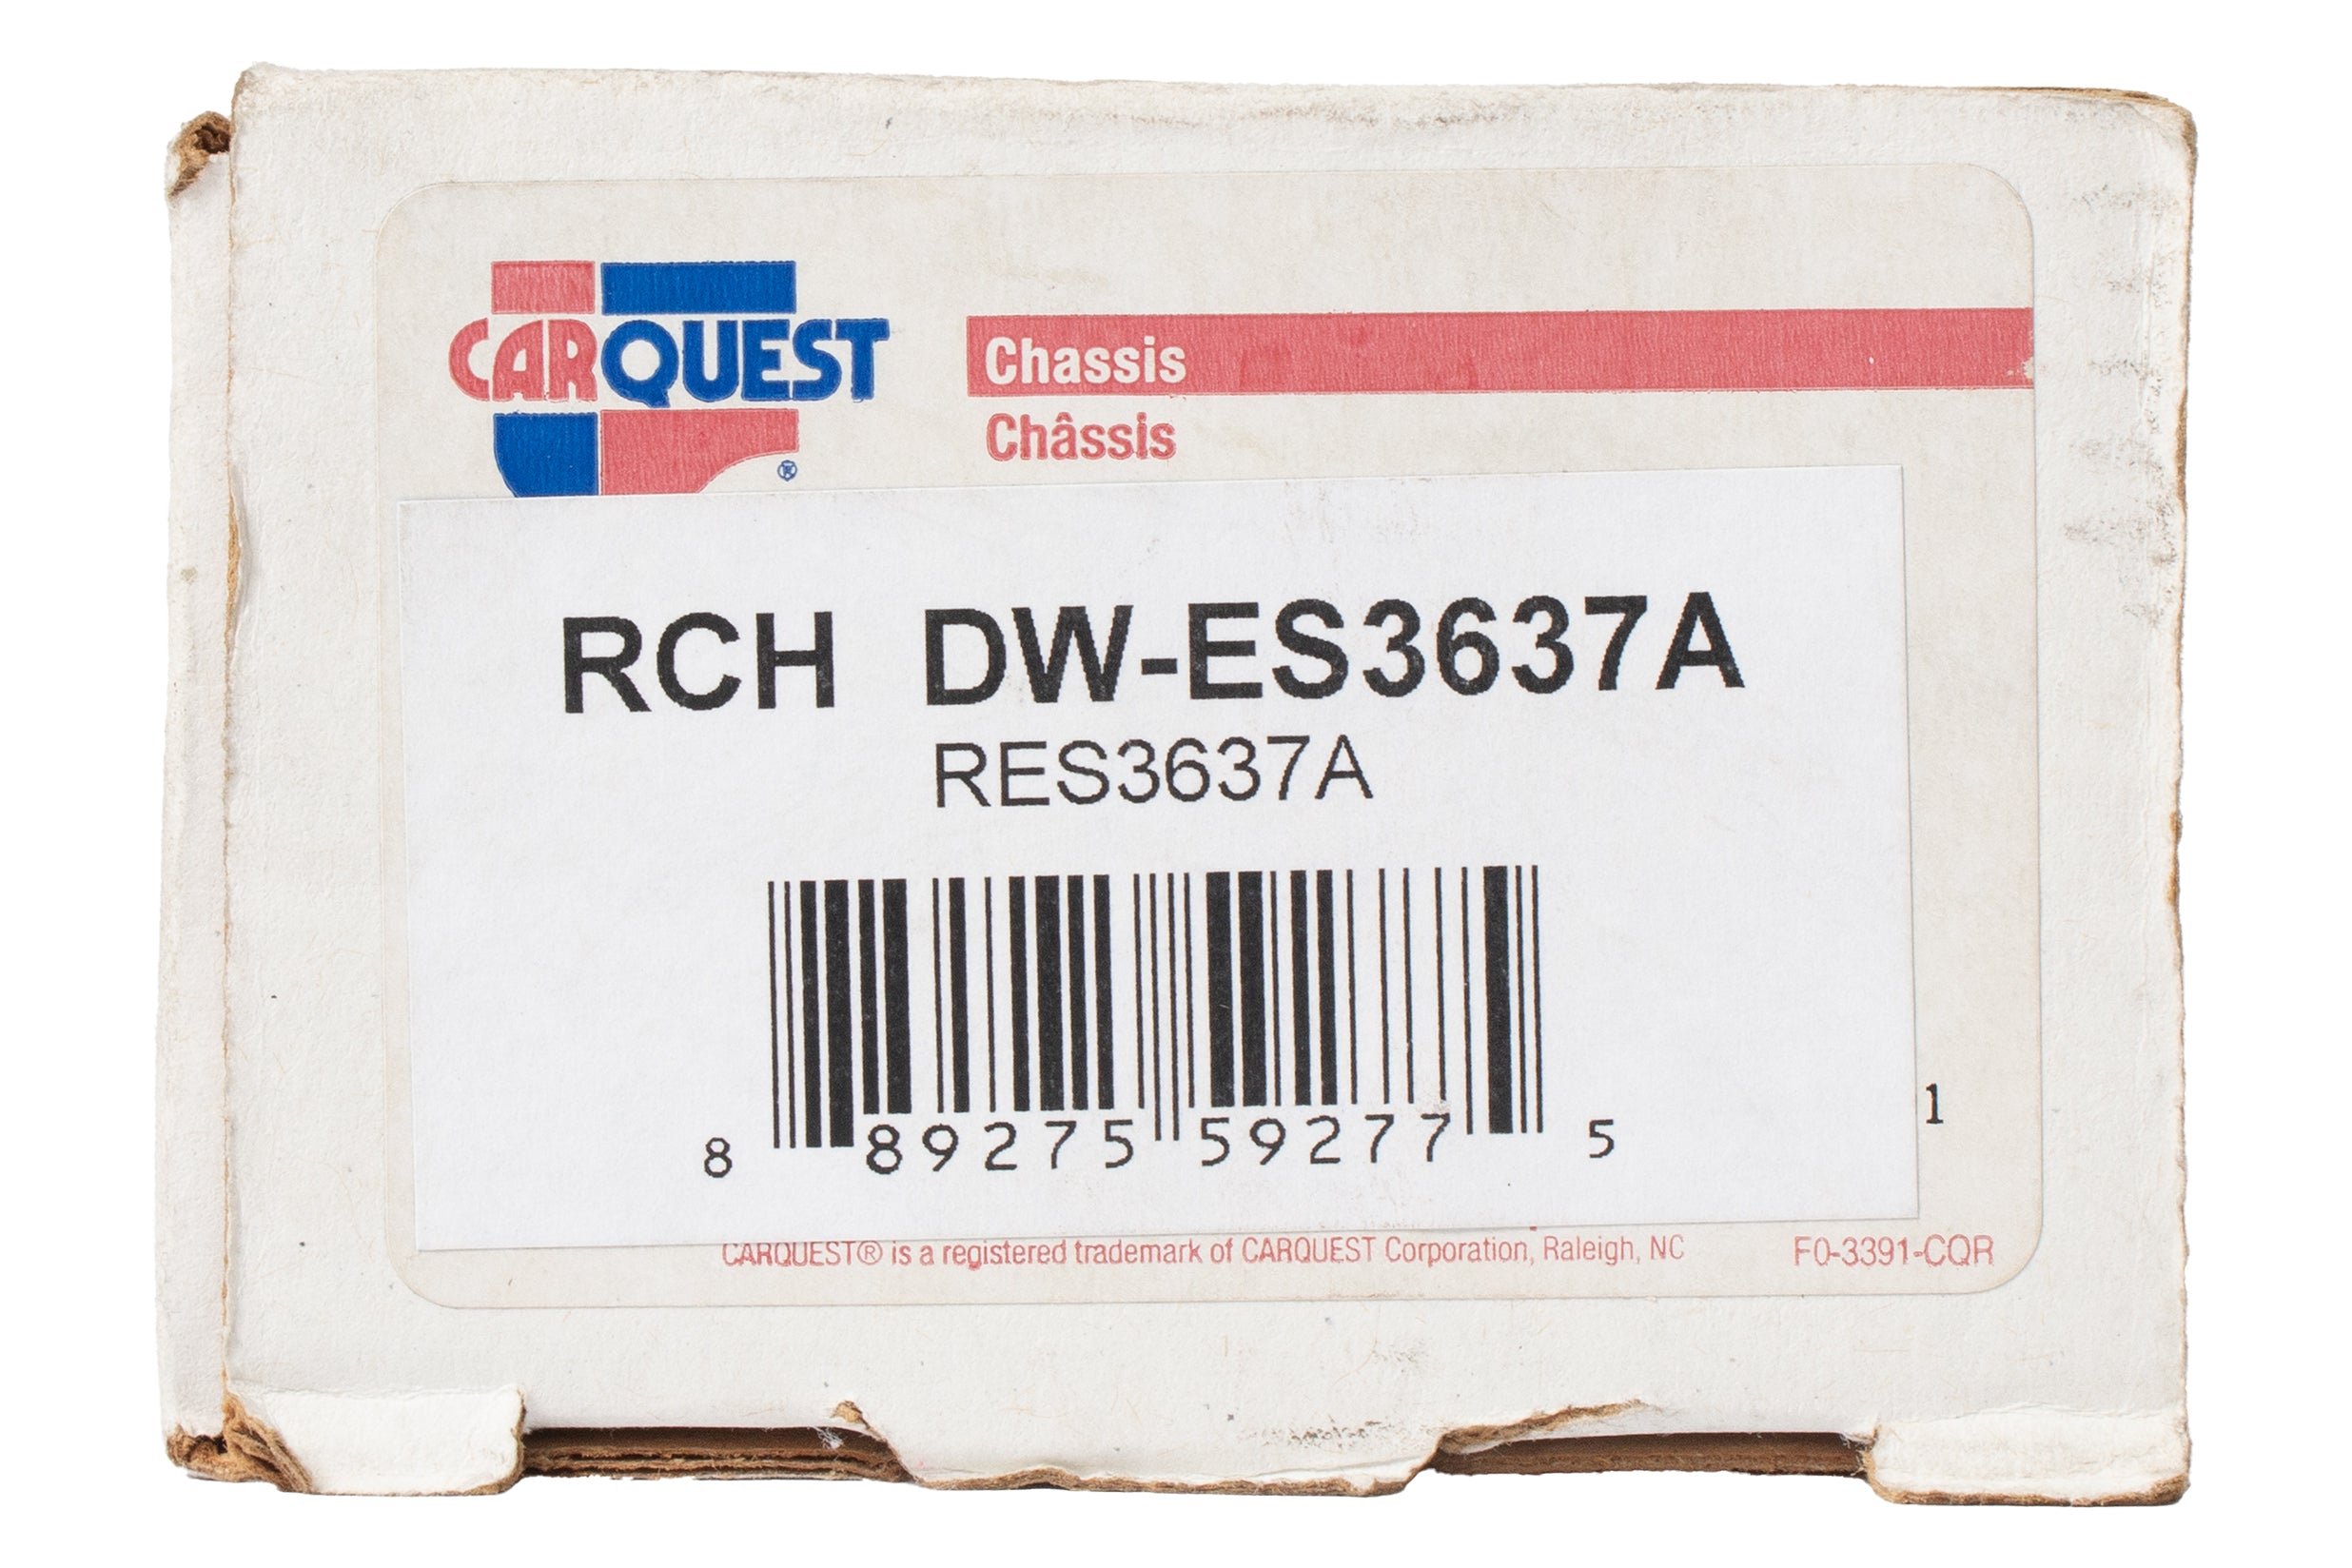 CARQUEST
®
Chassis
Châssis
RCH DW-ES3637A
RES3637A
8 89275 59277 5
1
CARQUEST® is a registered trademark of CARQUEST Corporation, Raleigh, NC F0-3391-CQR